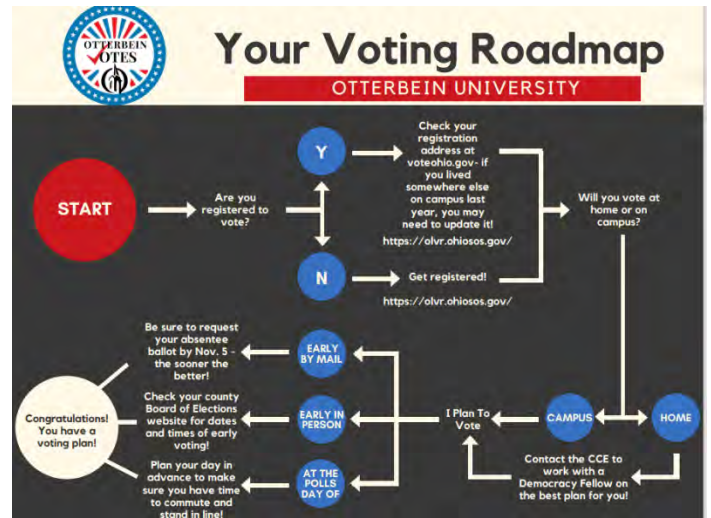 OTTERBEIN
VOTES
Your Voting Roadmap
OTTERBEIN UNIVERSITY
START
Are you
registered to
vote?
Y
Check your
registration
address at
voteohio.gov- if
you lived
somewhere else
on campus last
year, you may
need to update it!
https://olvr.ohiosos.gov/
N
Get registered!
https://olvr.ohiosos.gov/
Will you vote at
home or on
campus?
CAMPUS
HOME
Contact the CCE to
work with a
Democracy Fellow on
the best plan for you!
I Plan To
Vote
EARLY
BY MAIL
Be sure to request
your absentee
ballot by Nov. 5 -
the sooner the
better!
EARLY IN
PERSON
Check your county
Board of Elections
website for dates
and times of early
voting!
AT THE
POLLS
DAY OF
Plan your day in
advance to make
sure you have time
to commute and
stand in line!
Congratulations!
You have a
voting plan!